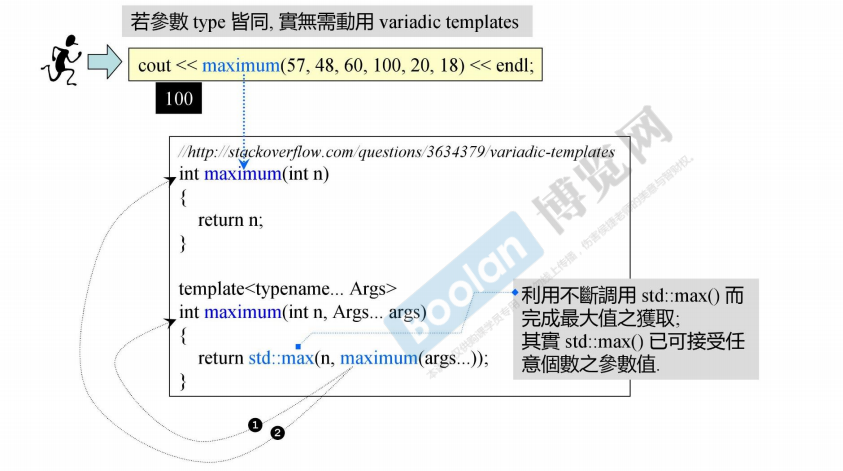 若參數 type 皆同, 實無需動用 variadic templates
cout << maximum(57, 48, 60, 100, 20, 18) << endl;
100
//http://stackoverflow.com/questions/3634379/variadic-templates
int maximum(int n)
{
return n;
}
template<typename... Args>
int maximum(int n, Args... args)
{
return std::max(n, maximum(args...));
}
利用不斷調用 std::max() 而
完成最大值之獲取;
其實 std::max() 已可接受任
意個數之參數值.
1
2
Boolan 博览网